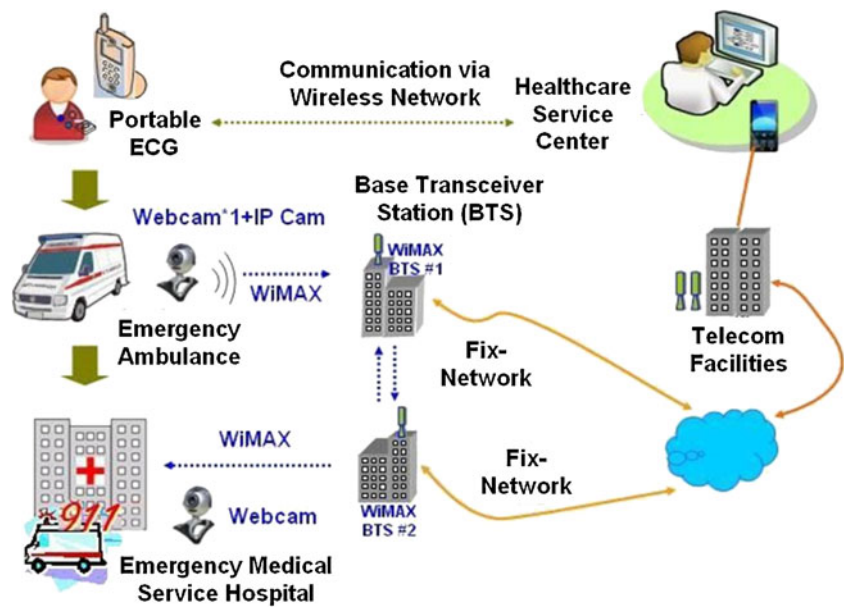 Communication via
Wireless Network
Healthcare
Service
Center
Portable
ECG
Base Transceiver
Station (BTS)
Webcam*1+IP Cam
WiMAX
BTS #1
WiMAX
Emergency
Ambulance
Telecom
Facilities
Fix-
Network
WiMAX
Fix-
Network
Webcam
WiMAX
BTS #2
911
Emergency Medical
Service Hospital